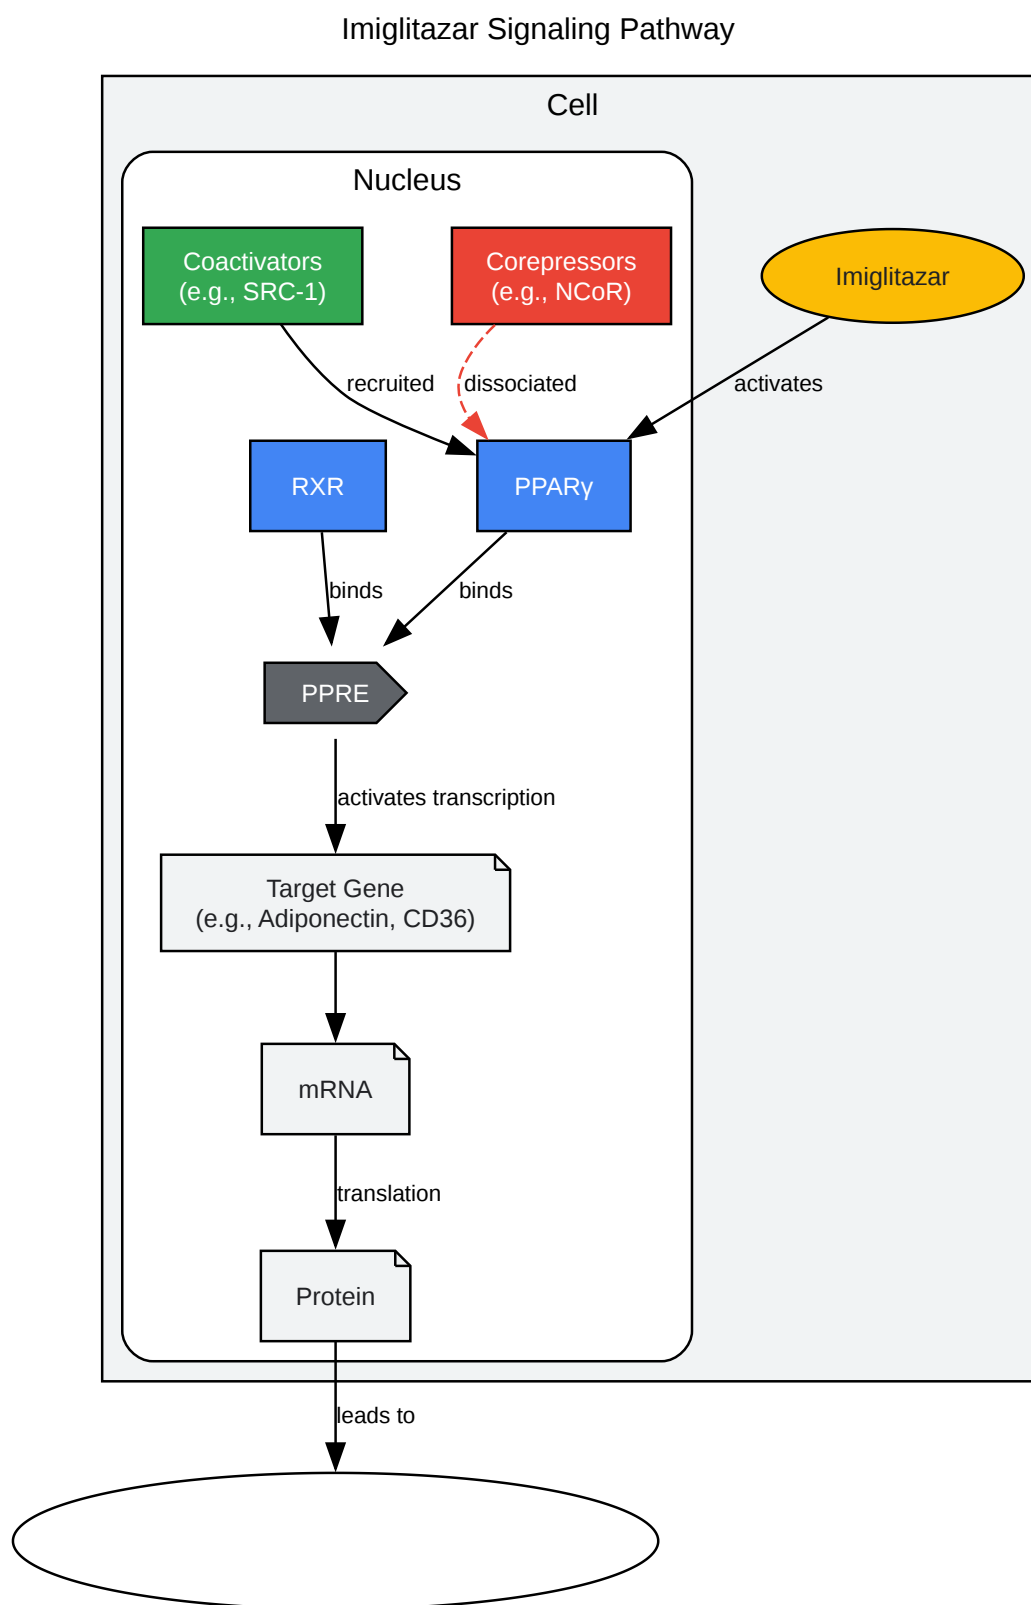 Imiglitazar Signaling Pathway
Cell
Nucleus
Coactivators
(e.g., SRC-1)
Corepressors
(e.g., NCoR)
Imiglitazar
recruited
dissociated
activates
RXR
PPARγ
binds
binds
PPRE
activates transcription
Target Gene
(e.g., Adiponectin, CD36)
mRNA
translation
Protein
leads to